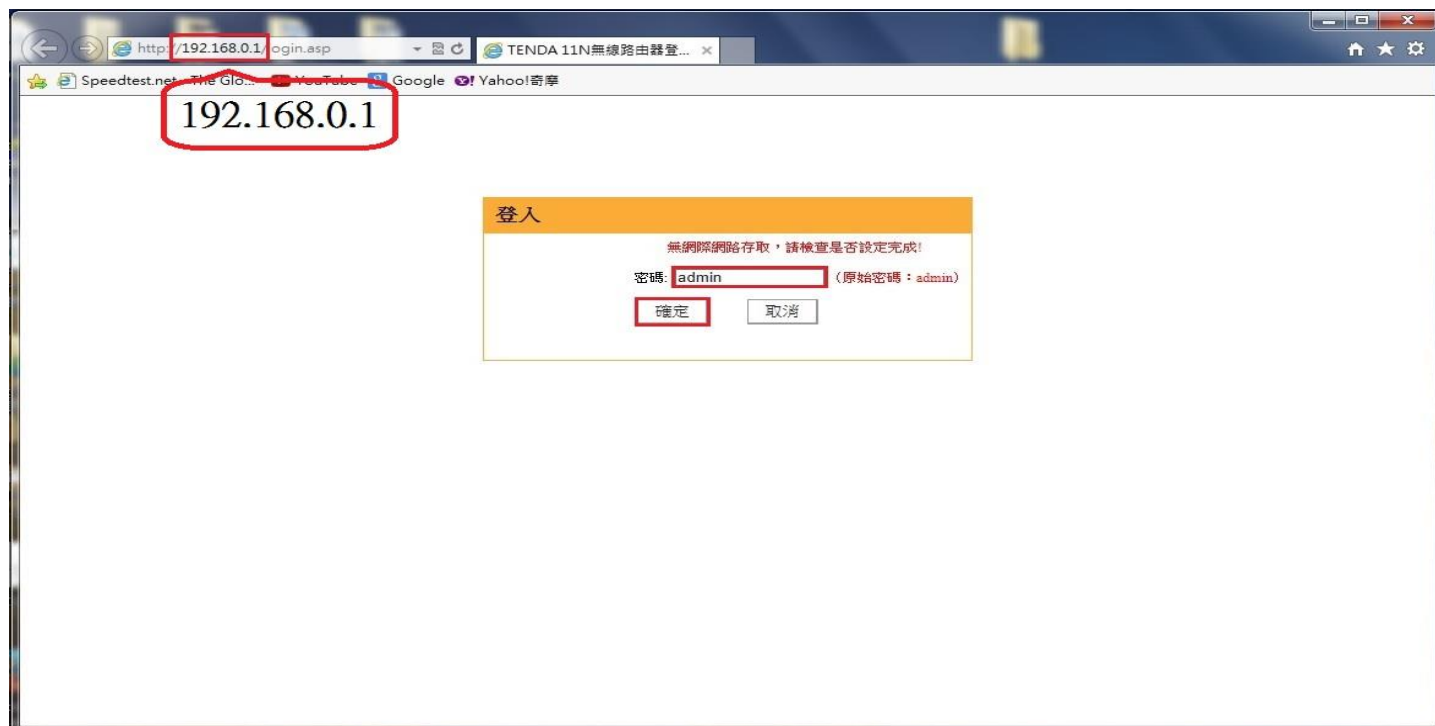 http://192.168.0.1/login.asp
TENDA 11N無線路由器登...
Speedtest.net - The Glo...
YouTube
Google
Yahoo!奇摩
192.168.0.1
登入
無網際網路存取，請檢查是否設定完成!
密碼: admin (原始密碼：admin)
確定 取消